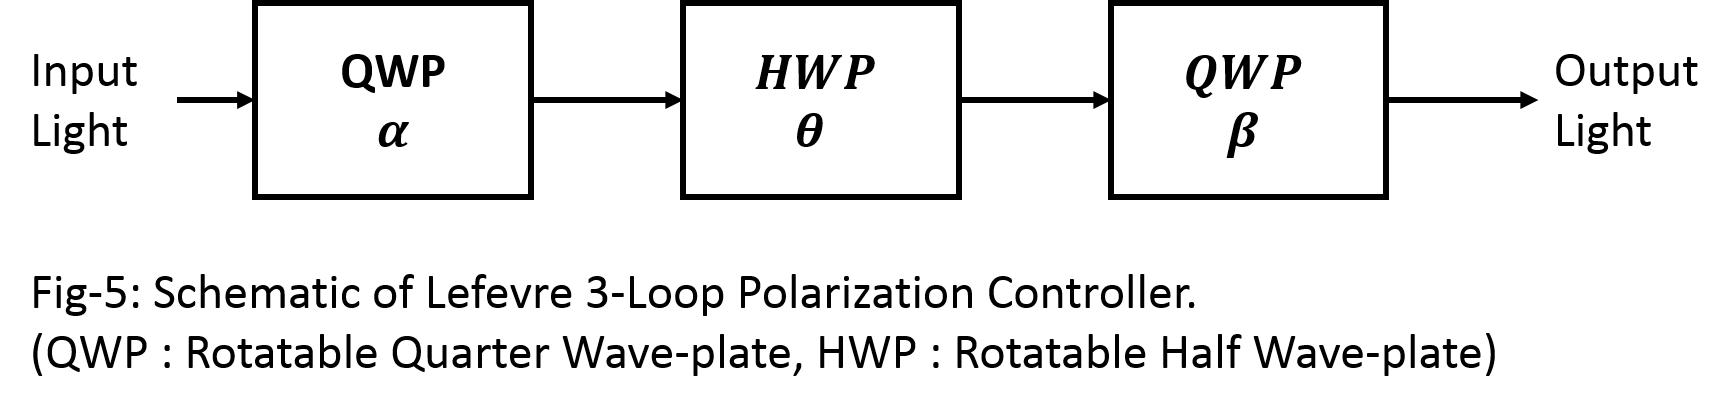 Input
Light
QWP
α
HWP
θ
QWP
β
Output
Light
Fig-5: Schematic of Lefevre 3-Loop Polarization Controller.
(QWP : Rotatable Quarter Wave-plate, HWP : Rotatable Half Wave-plate)